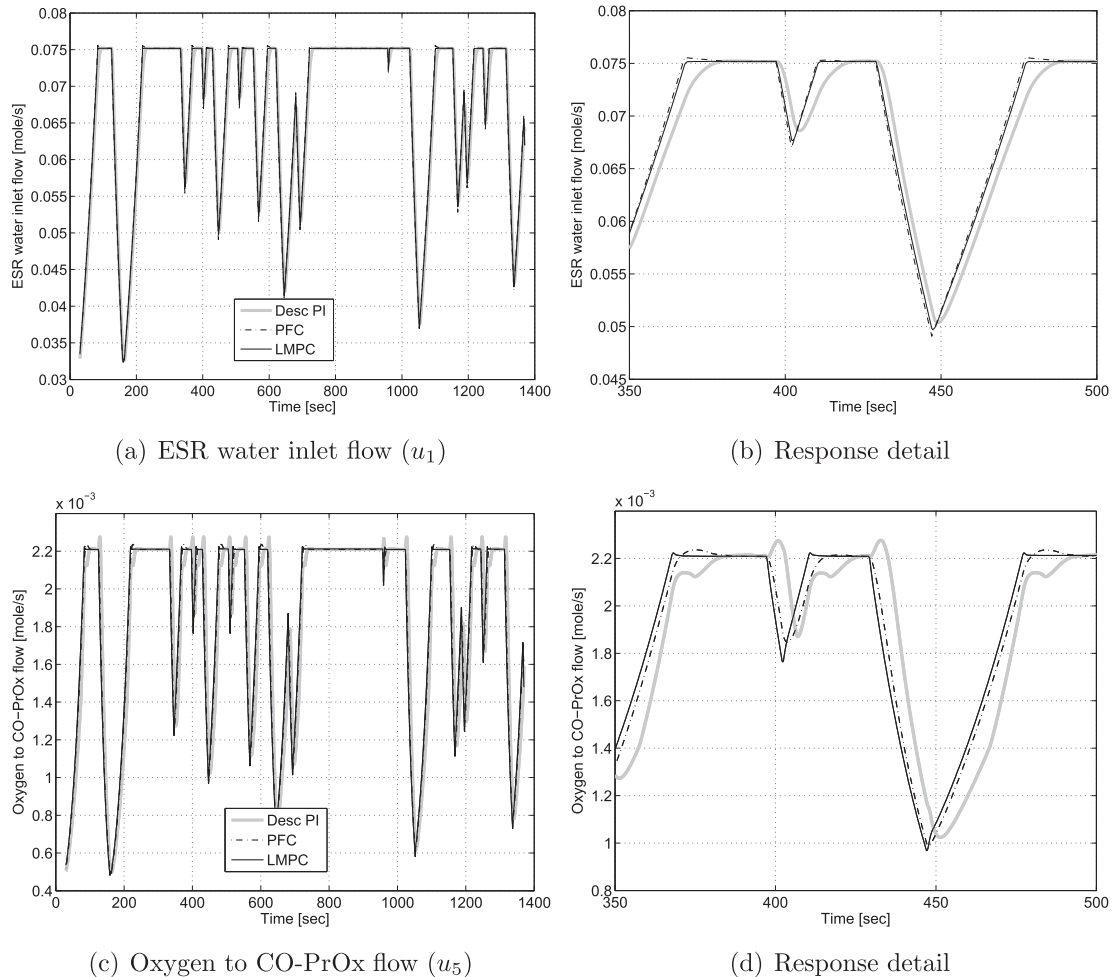 0.08
0.075
0.07
0.065
0.06
0.055
0.05
0.045
0.04
0.035
0.03
ESR water inlet flow [mole/s]
Desc PI
PFC
LMPC
0 200 400 600 800 1000 1200 1400
Time [sec]
(a) ESR water inlet flow (u₁)
0.08
0.075
0.07
0.065
0.06
0.055
0.05
0.045
ESR water inlet flow [mole/s]
350 400 450 500
Time [sec]
(b) Response detail
x 10⁻³
2.2
2
1.8
1.6
1.4
1.2
1
0.8
0.6
0.4
Oxygen to CO−PrOx flow [mole/s]
Desc PI
PFC
LMPC
0 200 400 600 800 1000 1200 1400
Time [sec]
(c) Oxygen to CO-PrOx flow (u₅)
x 10⁻³
2.2
2
1.8
1.6
1.4
1.2
1
0.8
Oxygen to CO−PrOx flow [mole/s]
350 400 450 500
Time [sec]
(d) Response detail